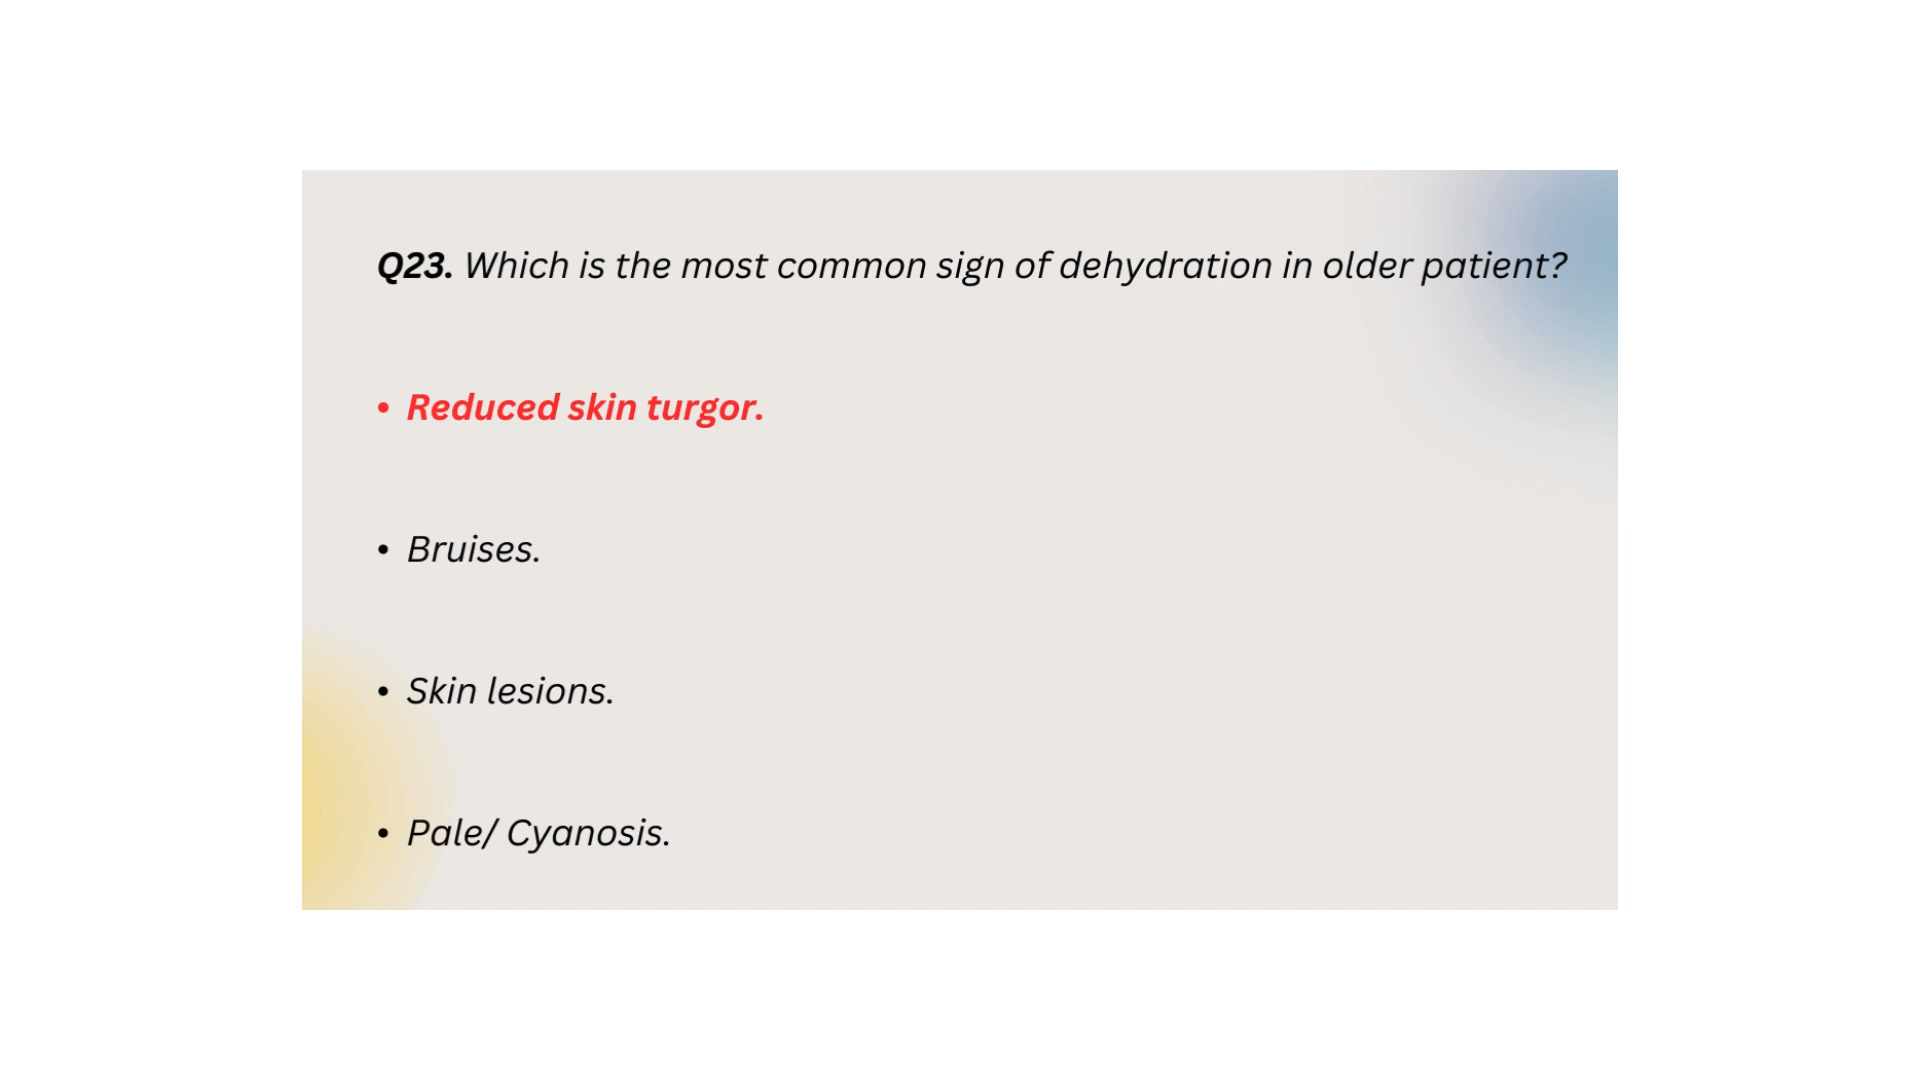 Q23. Which is the most common sign of dehydration in older patient?
• Reduced skin turgor.
• Bruises.
• Skin lesions.
• Pale/ Cyanosis.